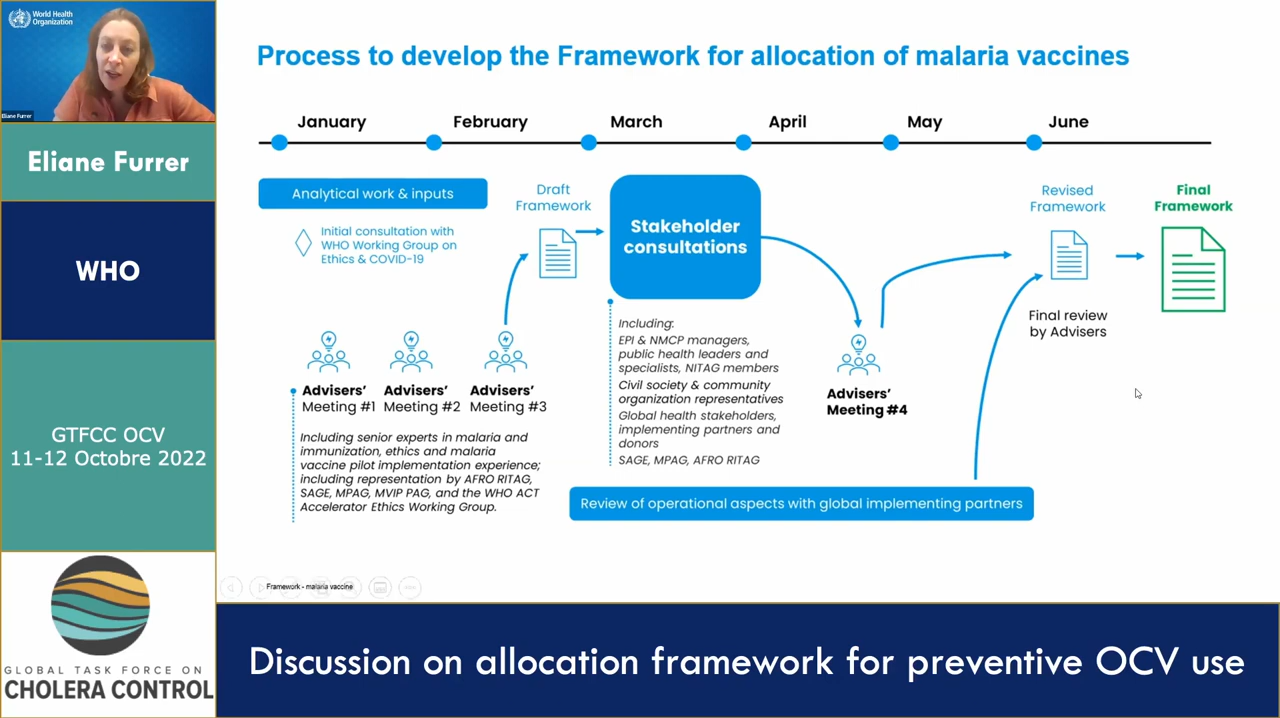 World Health
Organization
Eliane Furrer
Eliane Furrer
WHO
GTFCC OCV
11-12 Octobre 2022
GLOBAL TASK FORCE ON
CHOLERA CONTROL
Process to develop the Framework for allocation of malaria vaccines
January
February
March
April
May
June
Analytical work & inputs
Initial consultation with
WHO Working Group on
Ethics & COVID-19
Draft
Framework
Stakeholder
consultations
Revised
Framework
Final
Framework
Advisers'
Meeting #1
Advisers'
Meeting #2
Advisers'
Meeting #3
Including senior experts in malaria and
immunization, ethics and malaria
vaccine pilot implementation experience;
including representation by AFRO RITAG,
SAGE, MPAG, MVIP PAG, and the WHO ACT
Accelerator Ethics Working Group.
Including:
EPI & NMCP managers,
public health leaders and
specialists, NITAG members
Civil society & community
organization representatives
Global health stakeholders,
implementing partners and
donors
SAGE, MPAG, AFRO RITAG
Advisers'
Meeting #4
Final review
by Advisers
Review of operational aspects with global implementing partners
Framework - malaria vaccine
Discussion on allocation framework for preventive OCV use